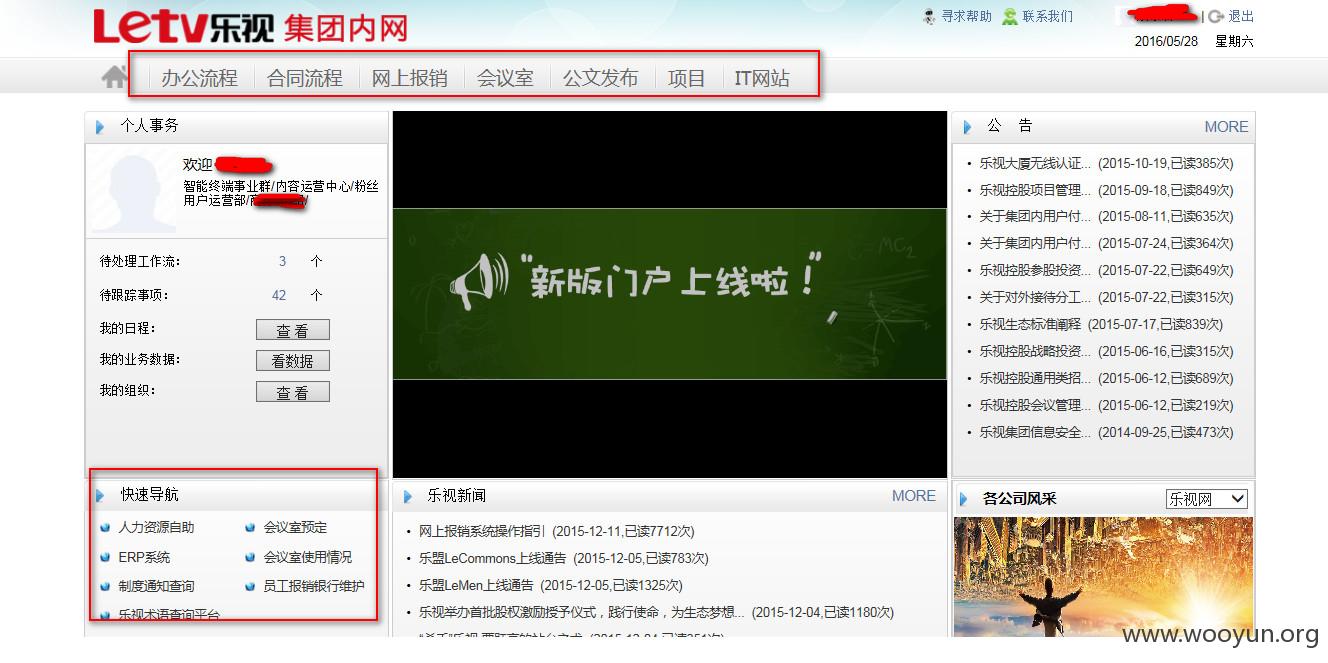 Letv乐视 集团内网
寻求帮助 联系我们 | 退出
2016/05/28 星期六
办公流程 合同流程 网上报销 会议室 公文发布 项目 IT网站
个人事务
欢迎
智能终端事业群/内容运营中心/粉丝
用户运营部/
待处理工作流: 3 个
待跟踪事项: 42 个
我的日程: 查 看
我的业务数据: 看数据
我的组织: 查 看
“新版门户上线啦！”
E=MC2
公 告 MORE
乐视大厦无线认证... (2015-10-19,已读385次)
乐视控股项目管理... (2015-09-18,已读849次)
关于集团内用户付... (2015-08-11,已读635次)
关于集团内用户付... (2015-07-24,已读364次)
乐视控股参股投资... (2015-07-22,已读649次)
关于对外接待分工... (2015-07-22,已读315次)
乐视生态标准阐释 (2015-07-17,已读839次)
乐视控股战略投资... (2015-06-16,已读315次)
乐视控股通用类招... (2015-06-12,已读689次)
乐视控股会议管理... (2015-06-12,已读219次)
乐视集团信息安全... (2014-09-25,已读473次)
快速导航
人力资源自助 会议室预定
ERP系统 会议室使用情况
制度通知查询 员工报销银行维护
乐视术语查询平台
乐视新闻 MORE
网上报销系统操作指引 (2015-12-11,已读7712次)
乐盟LeCommons上线通告 (2015-12-05,已读783次)
乐盟LeMen上线通告 (2015-12-05,已读1325次)
乐视举办首批股权激励授予仪式，践行使命，为生态梦想... (2015-12-04,已读1180次)
各公司风采 乐视网
www.wooyun.org